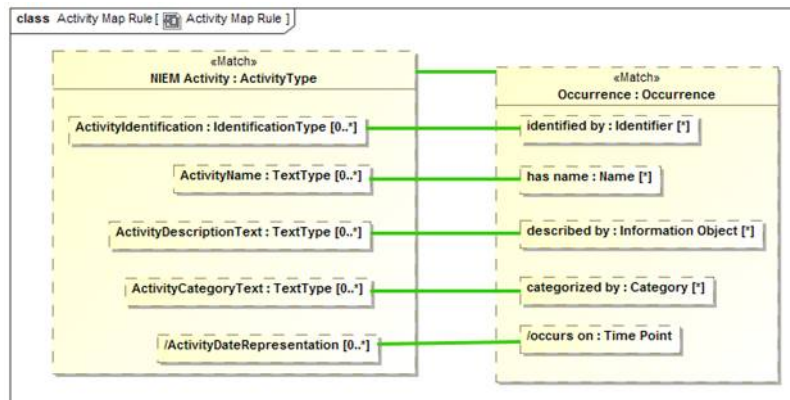 class Activity Map Rule [ Activity Map Rule ]
«Match»
NIEM Activity : ActivityType
«Match»
Occurrence : Occurrence
ActivityIdentification : IdentificationType [0..*]
identified by : Identifier [*]
ActivityName : TextType [0..*]
has name : Name [*]
ActivityDescriptionText : TextType [0..*]
described by : Information Object [*]
ActivityCategoryText : TextType [0..*]
categorized by : Category [*]
/ActivityDateRepresentation [0..*]
/occurs on : Time Point